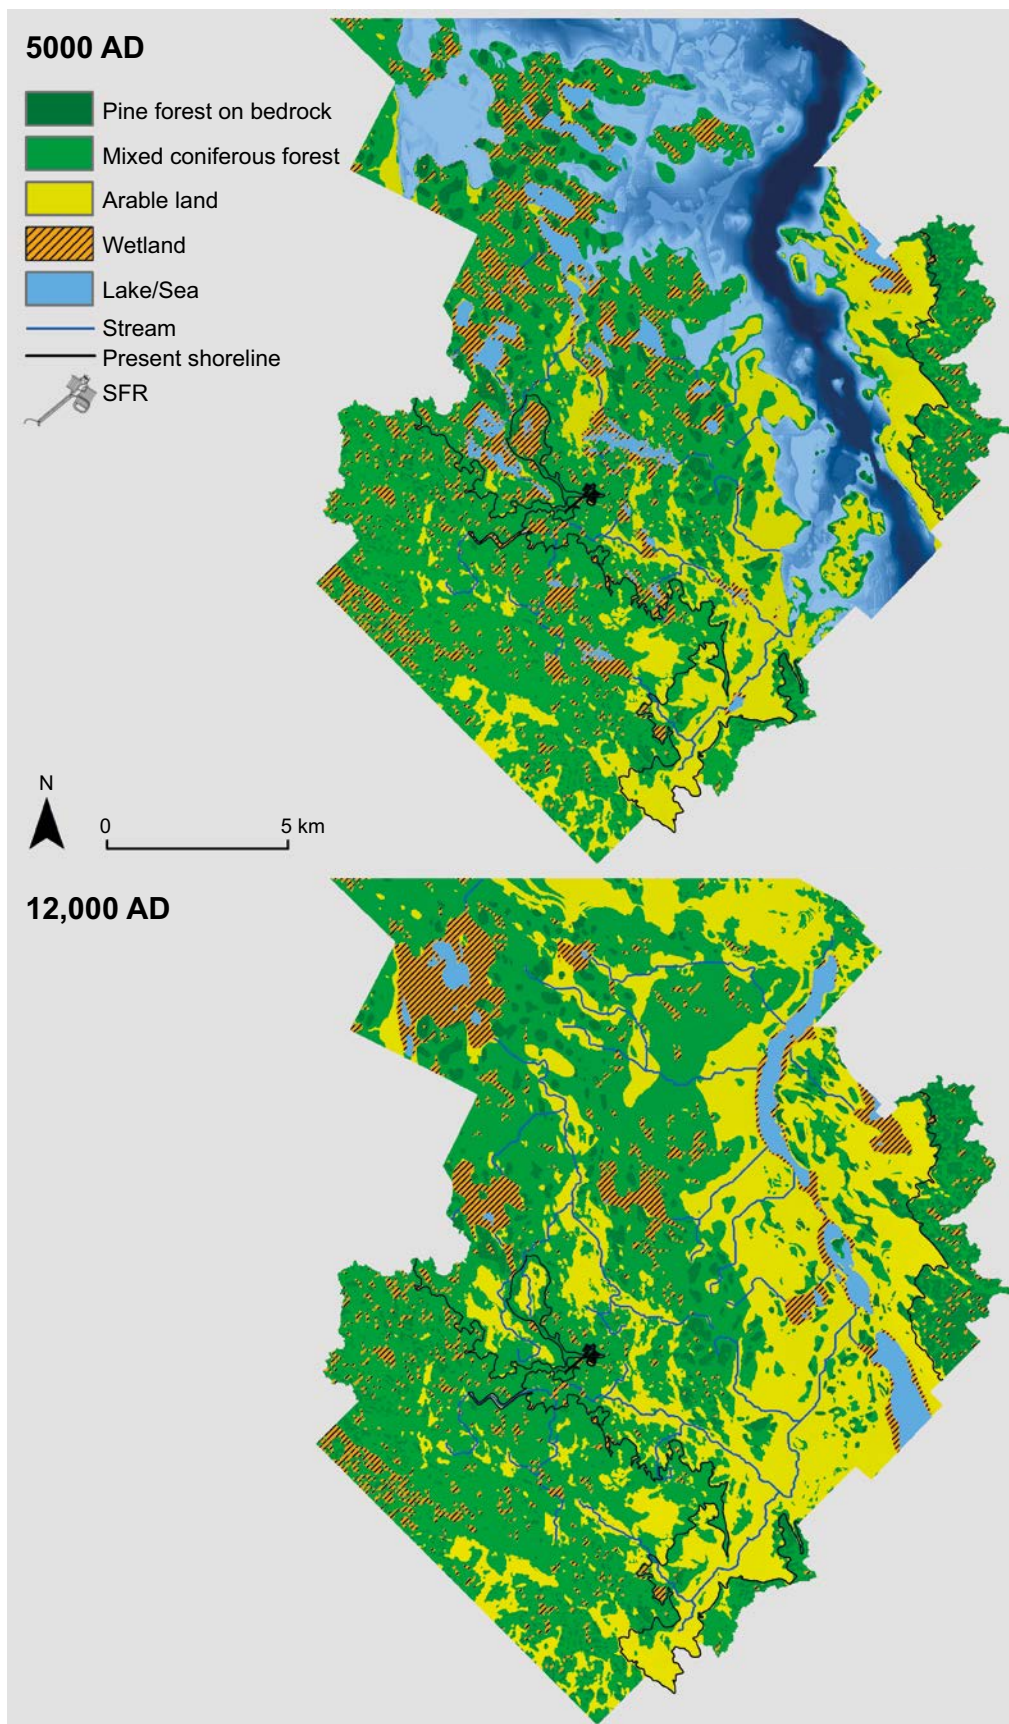 5000 AD
Pine forest on bedrock
Mixed coniferous forest
Arable land
Wetland
Lake/Sea
Stream
Present shoreline
SFR
N
0 5 km
12,000 AD